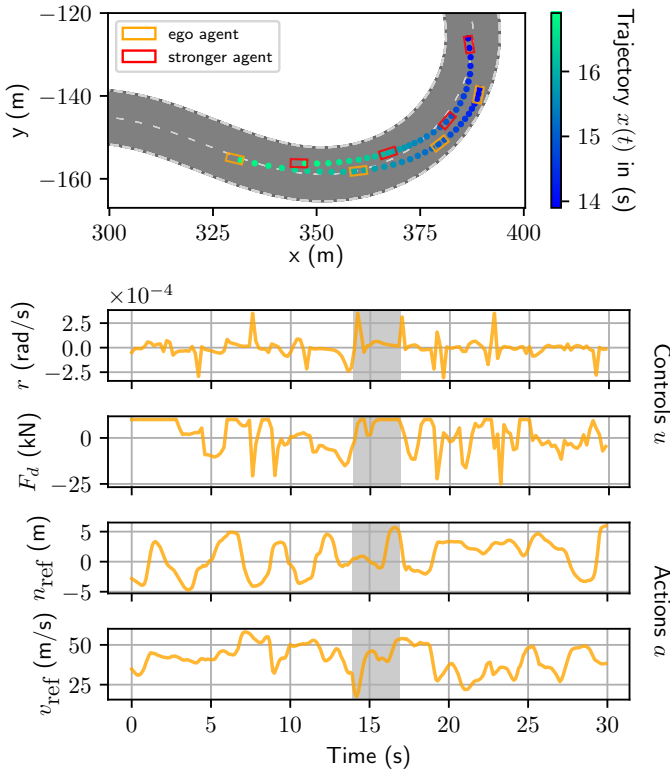 −120
−140
−160
y (m)
ego agent
stronger agent
300
325
350
375
400
x (m)
16
15
14
Trajectory x(t) in (s)
×10⁻⁴
2.5
0.0
−2.5
r (rad/s)
0
−25
F_d (kN)
Controls u
5
0
−5
n_ref (m)
50
25
v_ref (m/s)
Actions a
0
5
10
15
20
25
30
Time (s)